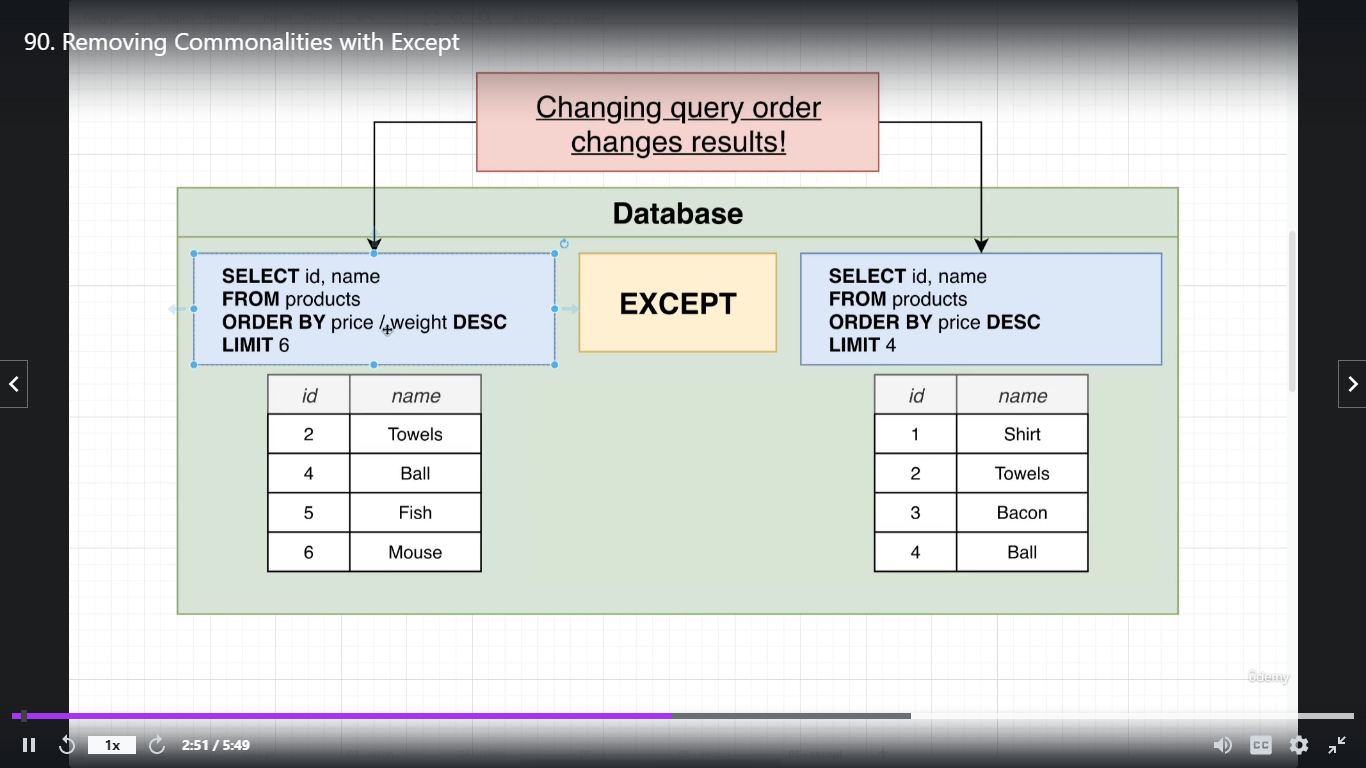 90. Removing Commonalities with Except
Changing query order
changes results!
Database
SELECT id, name
FROM products
ORDER BY price / weight DESC
LIMIT 6
EXCEPT
SELECT id, name
FROM products
ORDER BY price DESC
LIMIT 4
id name
2 Towels
4 Ball
5 Fish
6 Mouse
id name
1 Shirt
2 Towels
3 Bacon
4 Ball
ûdemy
1x
2:51 / 5:49
CC